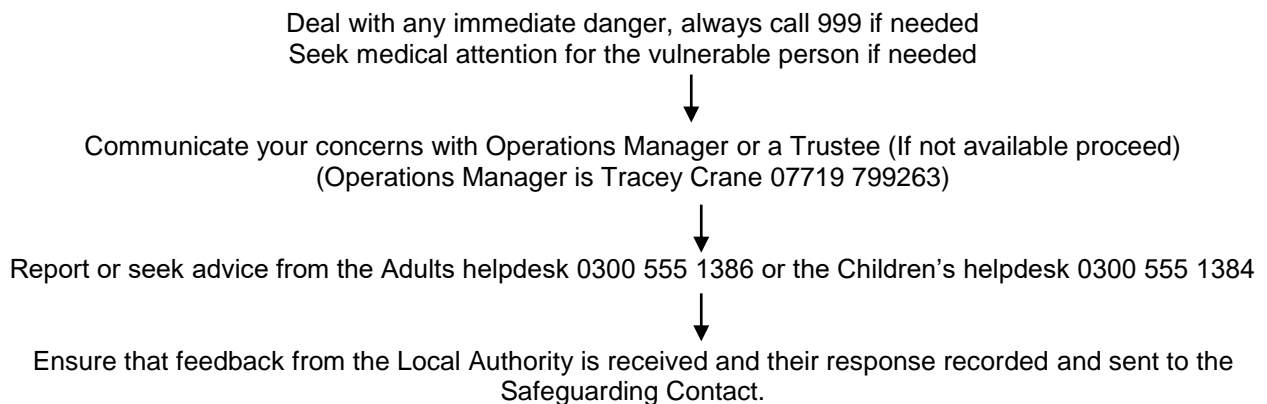 Deal with any immediate danger, always call 999 if needed
Seek medical attention for the vulnerable person if needed
Communicate your concerns with Operations Manager or a Trustee (If not available proceed)
(Operations Manager is Tracey Crane 07719 799263)
Report or seek advice from the Adults helpdesk 0300 555 1386 or the Children's helpdesk 0300 555 1384
Ensure that feedback from the Local Authority is received and their response recorded and sent to the
Safeguarding Contact.